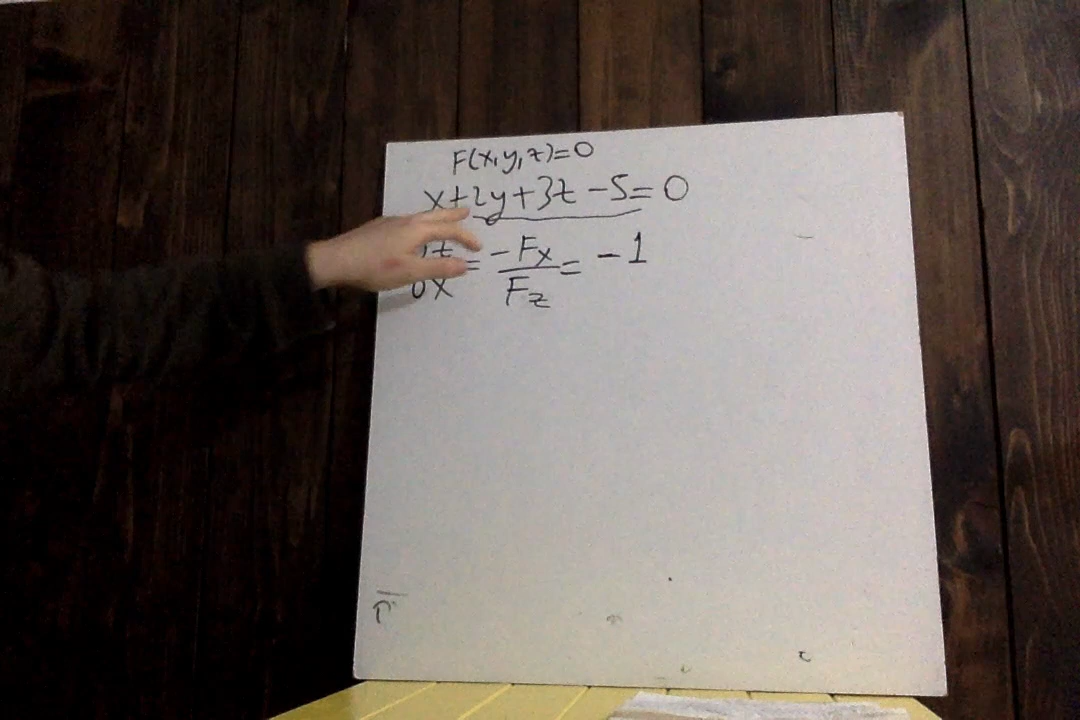 F(x,y,z)=0
x+2y+3z-5=0
= -Fx/Fz = -1